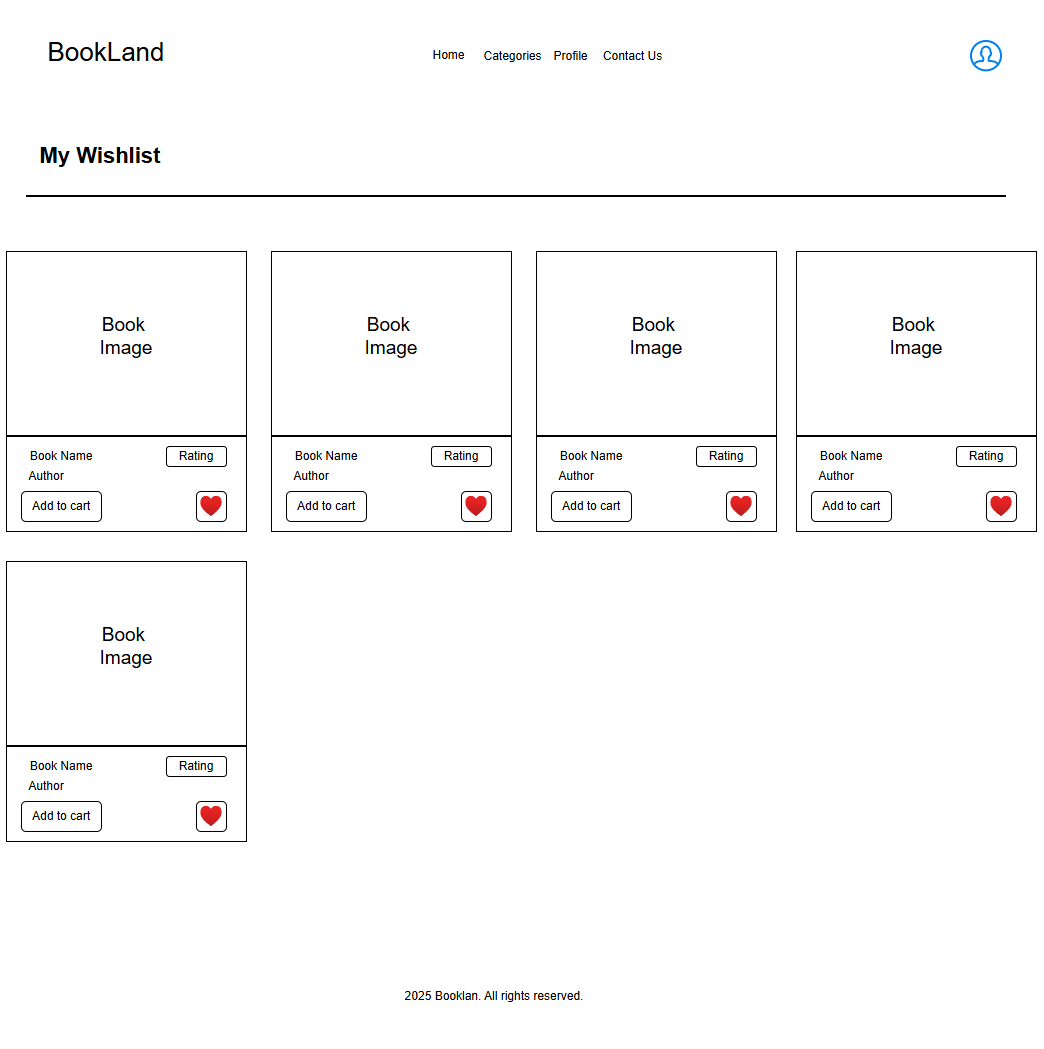 BookLand
Home Categories Profile Contact Us
My Wishlist
Book
Image
Book Name
Rating
Author
Add to cart
Book
Image
Book Name
Rating
Author
Add to cart
Book
Image
Book Name
Rating
Author
Add to cart
Book
Image
Book Name
Rating
Author
Add to cart
Book
Image
Book Name
Rating
Author
Add to cart
2025 Booklan. All rights reserved.